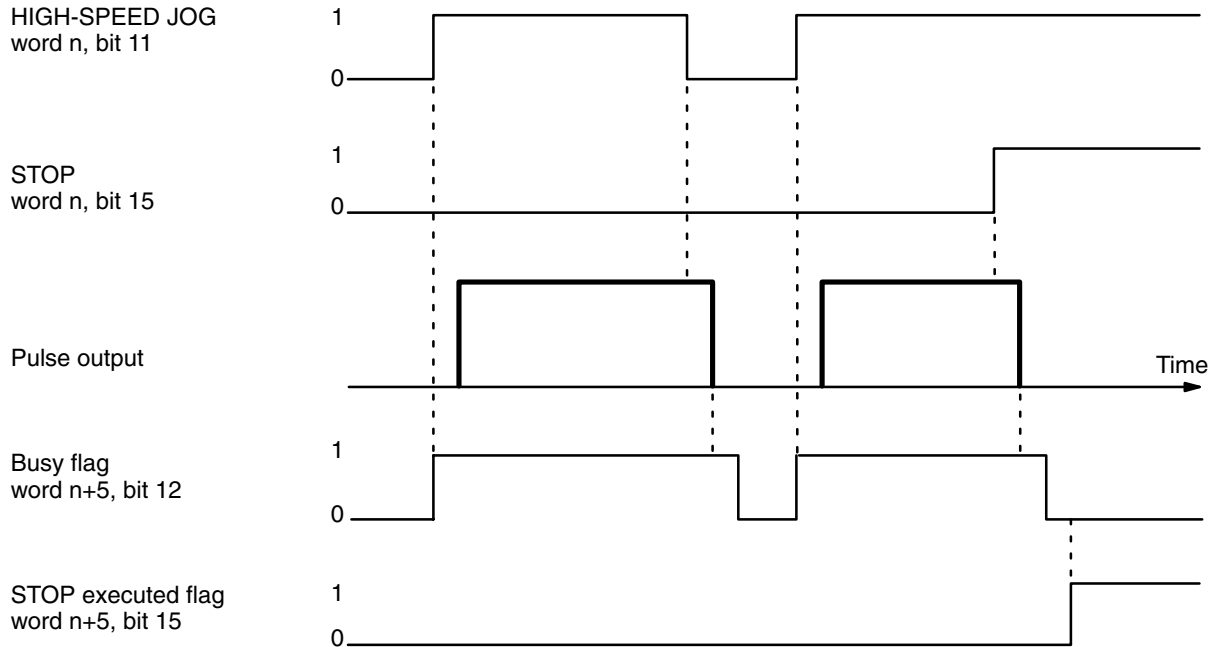 HIGH-SPEED JOG
word n, bit 11
1
0
STOP
word n, bit 15
1
0
Pulse output
Time
Busy flag
word n+5, bit 12
1
0
STOP executed flag
word n+5, bit 15
1
0